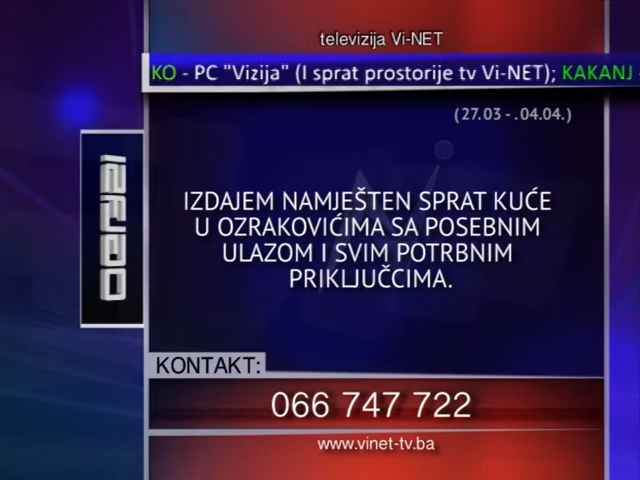 televizija Vi-NET
KO - PC "Vizija" (I sprat prostorije tv Vi-NET); KAKANJ -
(27.03 - .04.04.)
IZDAJEM NAMJEŠTEN SPRAT KUĆE
U OZRAKOVIĆIMA SA POSEBNIM
ULAZOM I SVIM POTRBNIM
PRIKLJUČCIMA.
oglasi
KONTAKT:
066 747 722
www.vinet-tv.ba